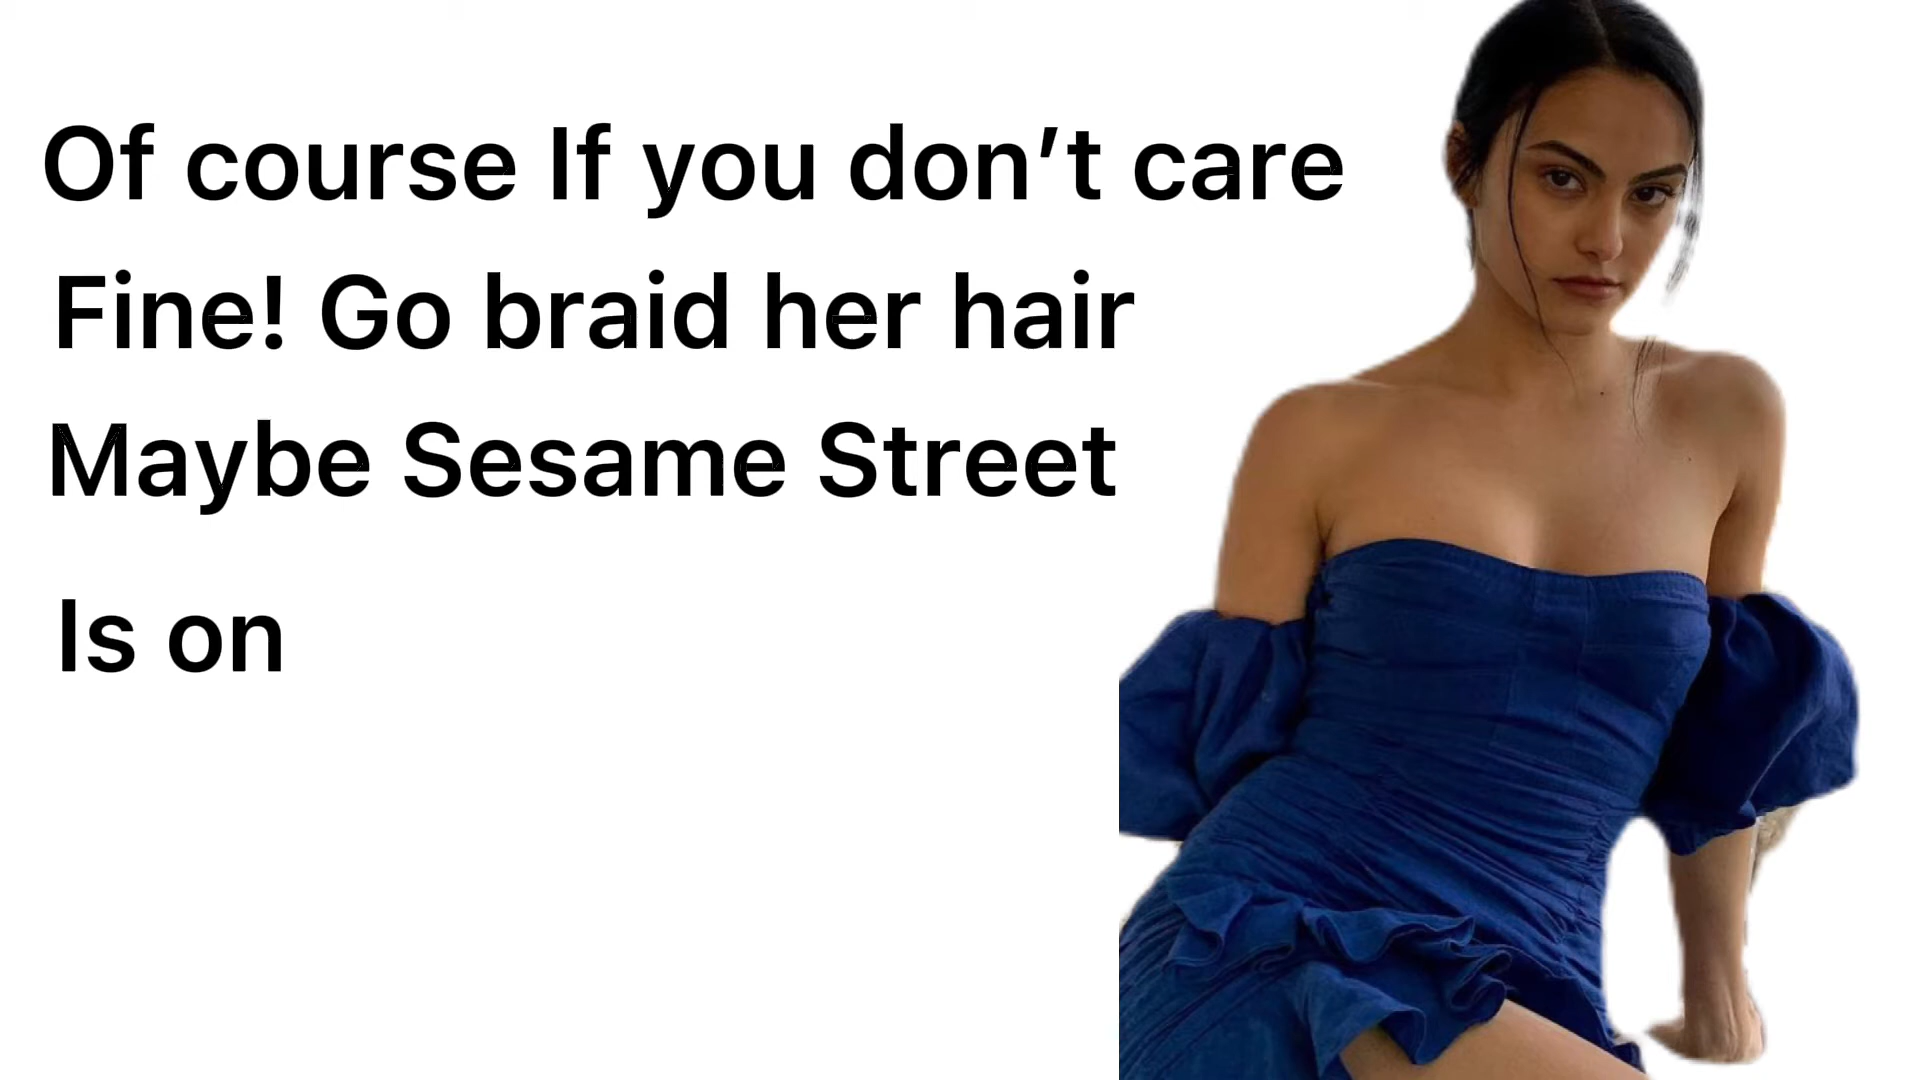 Of course If you don’t care
Fine! Go braid her hair
Maybe Sesame Street
Is on